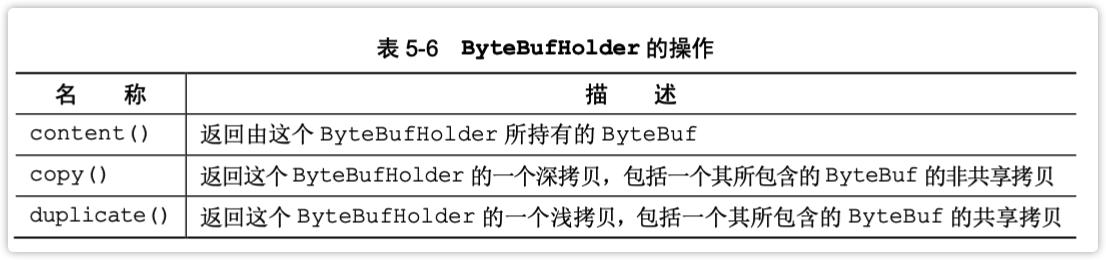 表 5-6 ByteBufHolder 的操作
名 称 描 述
content() 返回由这个 ByteBufHolder 所持有的 ByteBuf
copy() 返回这个 ByteBufHolder 的一个深拷贝，包括一个其所包含的 ByteBuf 的非共享拷贝
duplicate() 返回这个 ByteBufHolder 的一个浅拷贝，包括一个其所包含的 ByteBuf 的共享拷贝